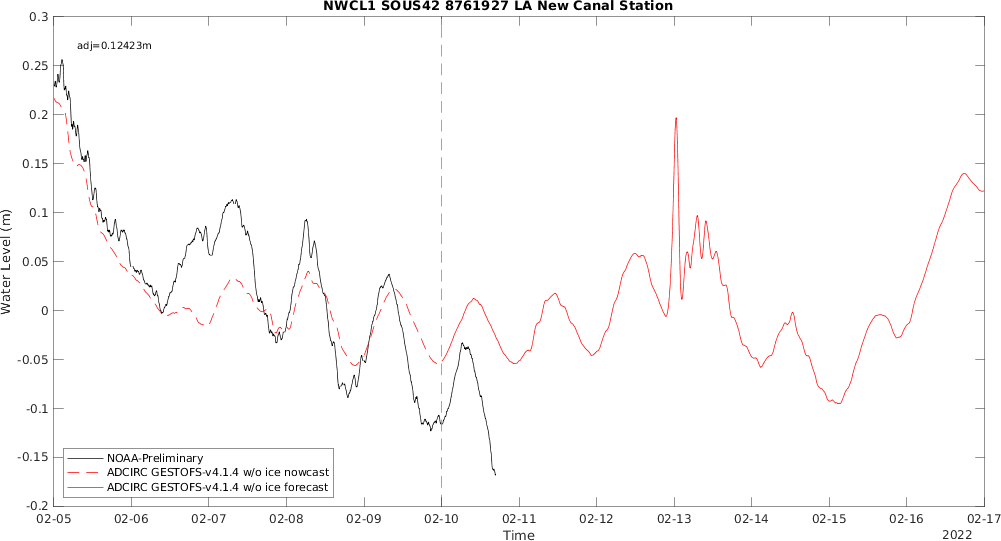 NWCL1 SOUS42 8761927 LA New Canal Station
adj=0.12423m
Water Level (m)
0.3
0.25
0.2
0.15
0.1
0.05
0
-0.05
-0.1
-0.15
-0.2
NOAA-Preliminary
ADCIRC GESTOFS-v4.1.4 w/o ice nowcast
ADCIRC GESTOFS-v4.1.4 w/o ice forecast
02-05 02-06 02-07 02-08 02-09 02-10 02-11 02-12 02-13 02-14 02-15 02-16 02-17
Time
2022